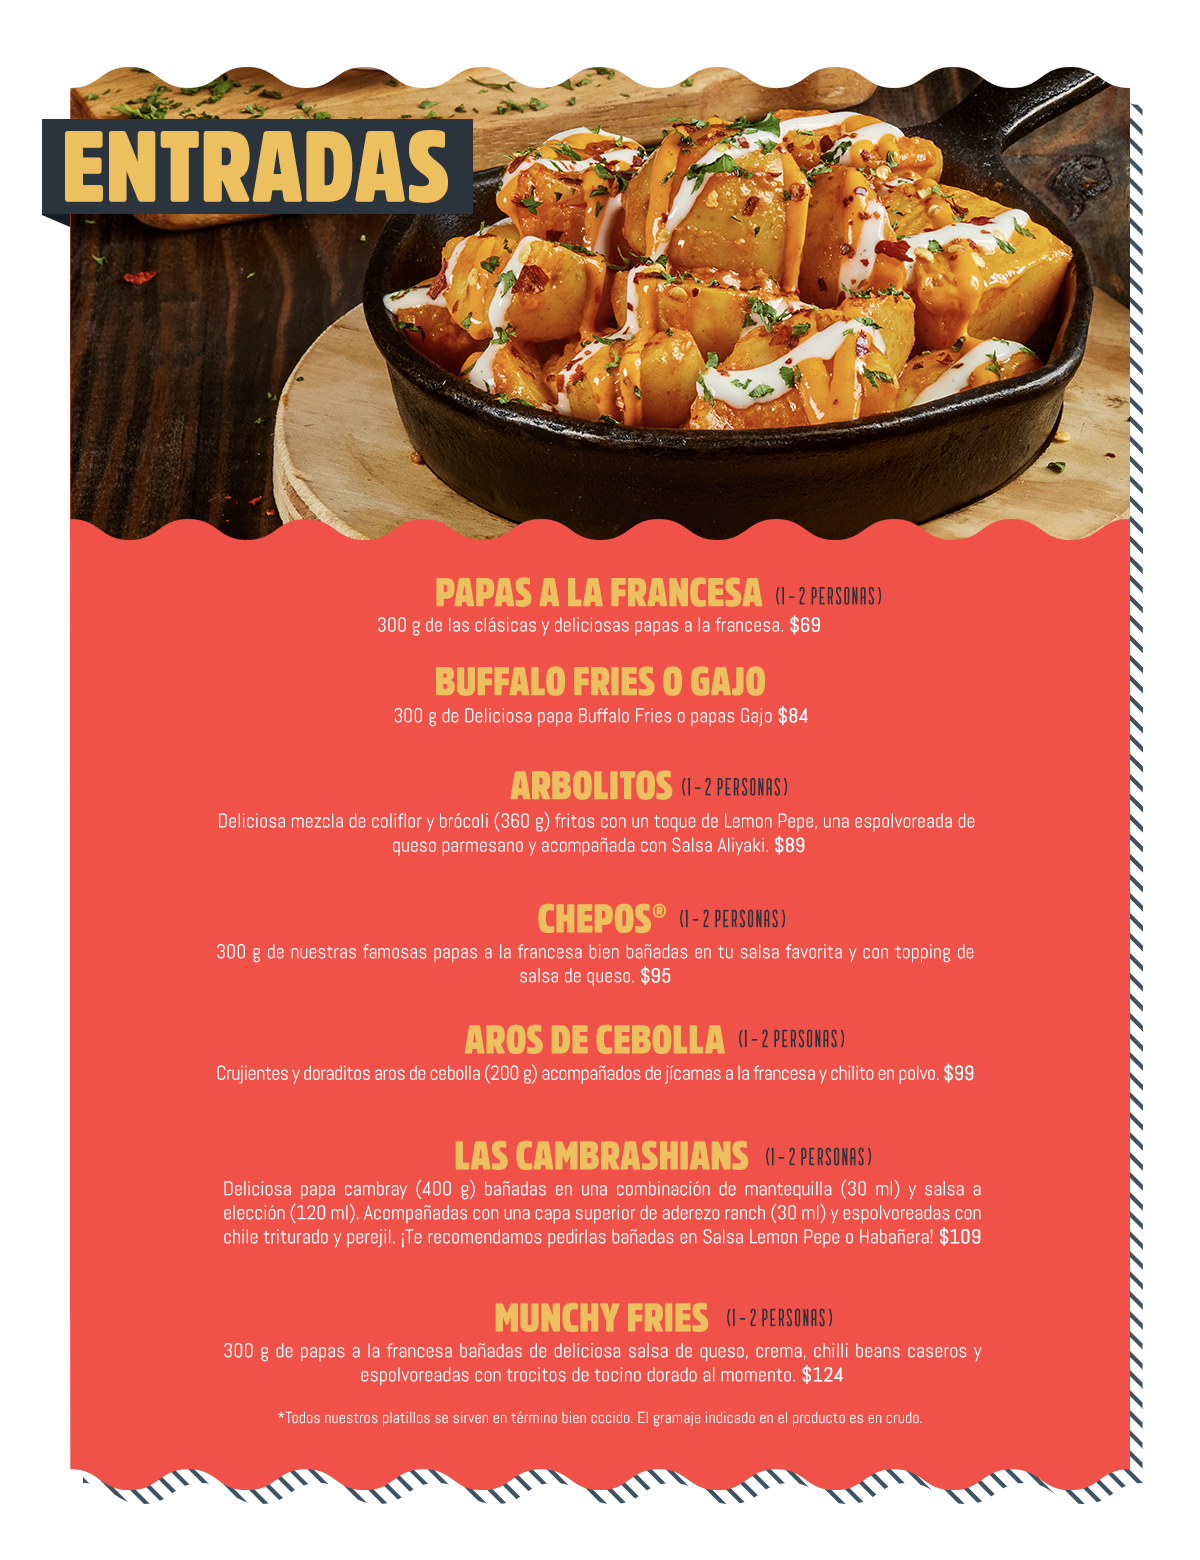 ENTRADAS
PAPAS A LA FRANCESA (1 - 2 PERSONAS)
300 g de las clásicas y deliciosas papas a la francesa. $69
BUFFALO FRIES O GAJO
300 g de Deliciosa papa Buffalo Fries o papas Gajo $84
ARBOLITOS (1 - 2 PERSONAS)
Deliciosa mezcla de coliflor y brócoli (360 g) fritos con un toque de Lemon Pepe, una espolvoreada de
queso parmesano y acompañada con Salsa Aliyaki. $89
CHEPOS® (1 - 2 PERSONAS)
300 g de nuestras famosas papas a la francesa bien bañadas en tu salsa favorita y con topping de
salsa de queso. $95
AROS DE CEBOLLA (1 - 2 PERSONAS)
Crujientes y doraditos aros de cebolla (200 g) acompañados de jícamas a la francesa y chilito en polvo. $99
LAS CAMBRASHIANS (1 - 2 PERSONAS)
Deliciosa papa cambray (400 g) bañadas en una combinación de mantequilla (30 ml) y salsa a
elección (120 ml). Acompañadas con una capa superior de aderezo ranch (30 ml) y espolvoreadas con
chile triturado y perejil. ¡Te recomendamos pedirlas bañadas en Salsa Lemon Pepe o Habañera! $109
MUNCHY FRIES (1 - 2 PERSONAS)
300 g de papas a la francesa bañadas de deliciosa salsa de queso, crema, chilli beans caseros y
espolvoreadas con trocitos de tocino dorado al momento. $124
*Todos nuestros platillos se sirven en término bien cocido. El gramaje indicado en el producto es en crudo.